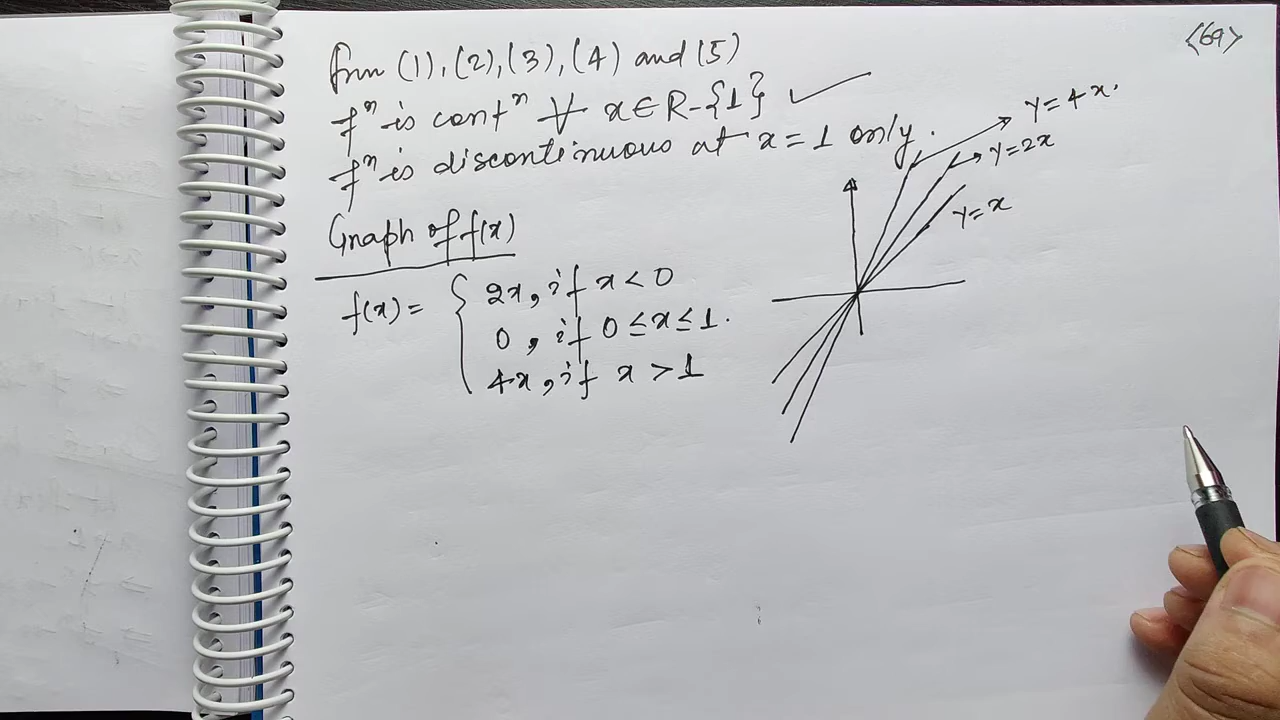 <69>
from (1), (2), (3), (4) and (5)
fⁿ is contⁿ ∀ x∈R-{1} ✓
fⁿ is discontinuous at x=1 only.
Graph of f(x)
f(x) = { 2x, if x<0
0, if 0≤x≤1.
4x, if x>1
y=4x.
y=2x
y=x